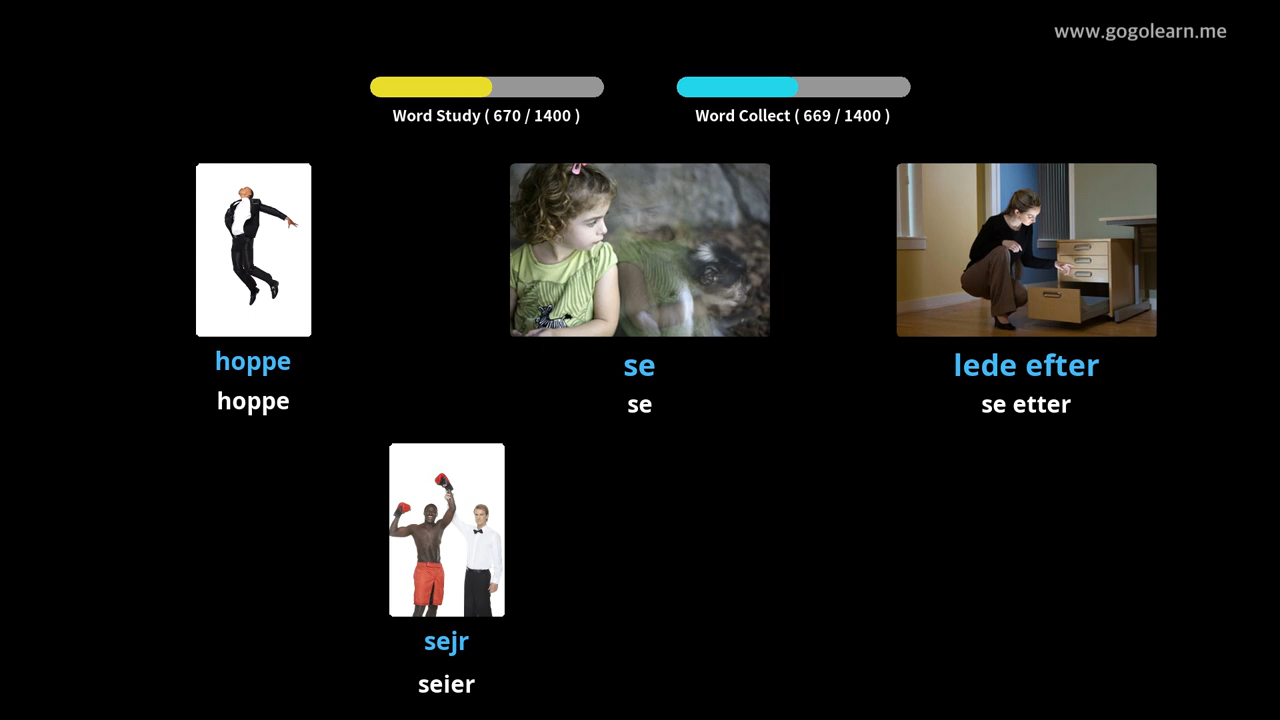 www.gogolearn.me
Word Study ( 670 / 1400 )
Word Collect ( 669 / 1400 )
hoppe
hoppe
se
se
lede efter
se etter
sejr
seier